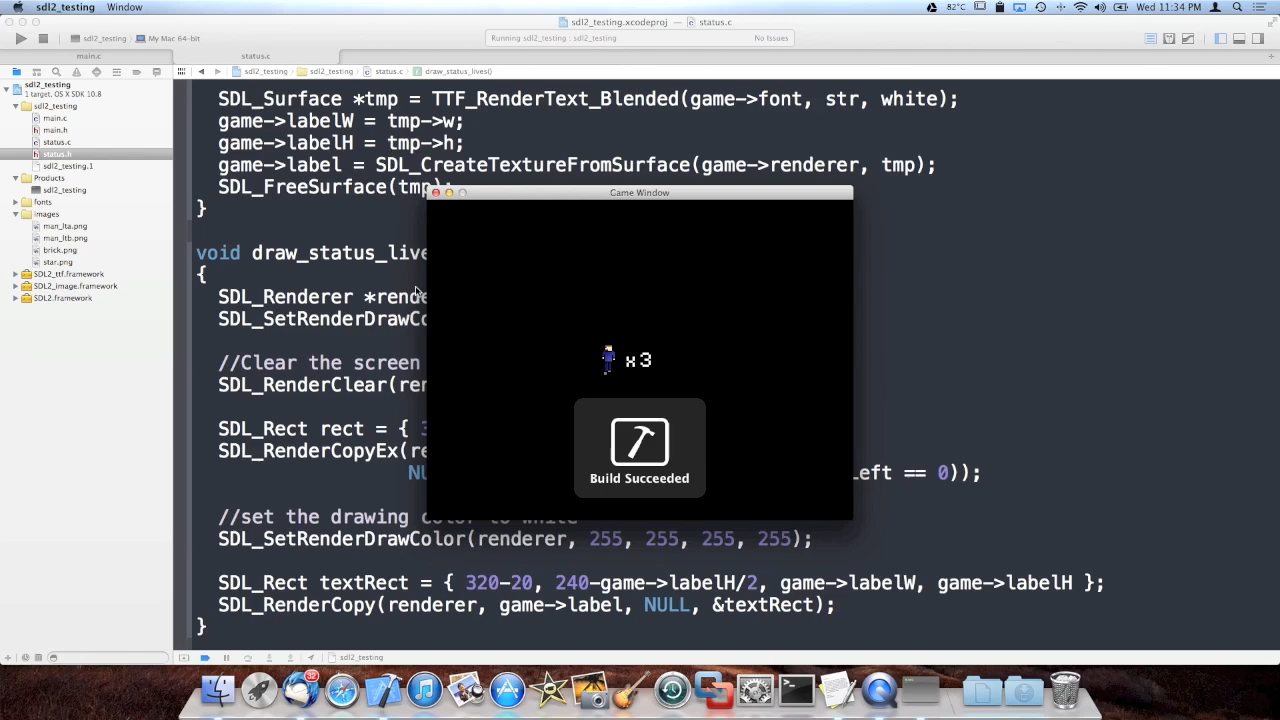 sdl2_testing Window
82°C Wed 11:34 PM
sdl2_testing.xcodeproj — status.c
sdl2_testing My Mac 64-bit
Running sdl2_testing : sdl2_testing No Issues
main.c status.c
sdl2_testing sdl2_testing status.c draw_status_lives()
sdl2_testing
1 target, OS X SDK 10.8
sdl2_testing
main.c
main.h
status.c
status.h
sdl2_testing.1
Products
sdl2_testing
fonts
images
man_lta.png
man_ltb.png
brick.png
star.png
SDL2_ttf.framework
SDL2_image.framework
SDL2.framework
SDL_Surface *tmp = TTF_RenderText_Blended(game->font, str, white);
game->labelW = tmp->w;
game->labelH = tmp->h;
game->label = SDL_CreateTextureFromSurface(game->renderer, tmp);
SDL_FreeSurface(tmp);
}
void draw_status_live
{
SDL_Renderer *rende
SDL_SetRenderDrawCo
//Clear the screen
SDL_RenderClear(ren
SDL_Rect rect = { 3
SDL_RenderCopyEx(re
NU Left == 0));
//set the drawing color to white
SDL_SetRenderDrawColor(renderer, 255, 255, 255, 255);
SDL_Rect textRect = { 320-20, 240-game->labelH/2, game->labelW, game->labelH };
SDL_RenderCopy(renderer, game->label, NULL, &textRect);
}
Game Window
x3
Build Succeeded
sdl2_testing
32